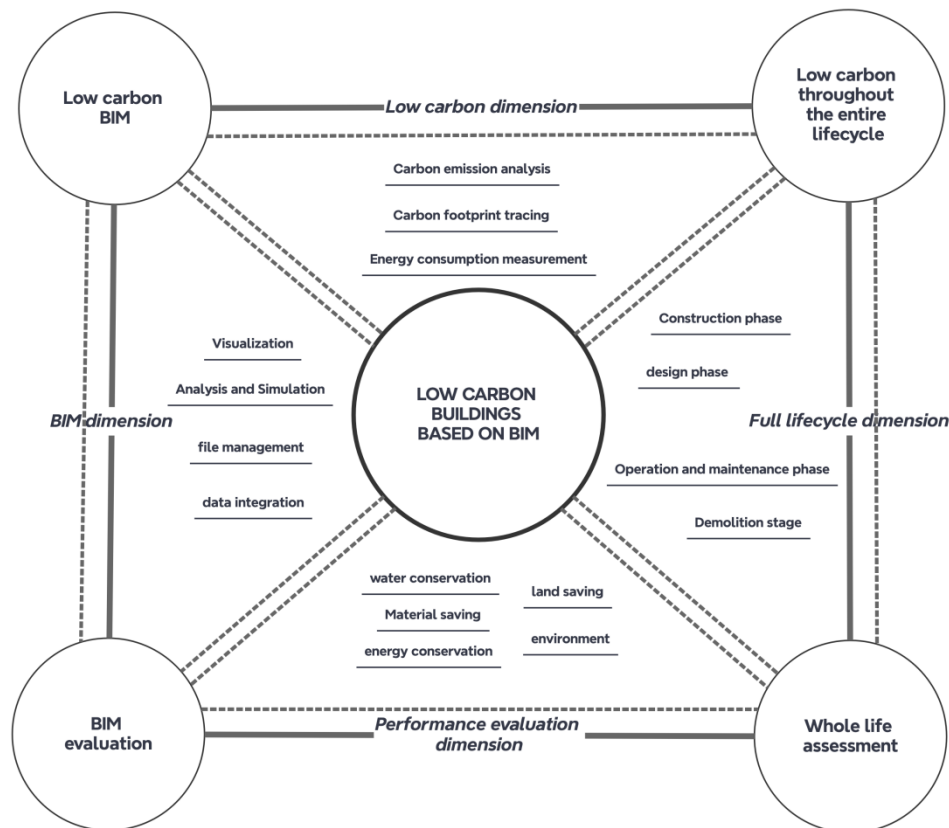 Low carbon
BIM
Low carbon dimension
Low carbon
throughout
the entire
lifecycle
Carbon emission analysis
Carbon footprint tracing
Energy consumption measurement
Visualization
Analysis and Simulation
BIM dimension
file management
data integration
LOW CARBON
BUILDINGS
BASED ON BIM
Construction phase
design phase
Full lifecycle dimension
Operation and maintenance phase
Demolition stage
water conservation
Material saving
energy conservation
land saving
environment
BIM
evaluation
Performance evaluation
dimension
Whole life
assessment